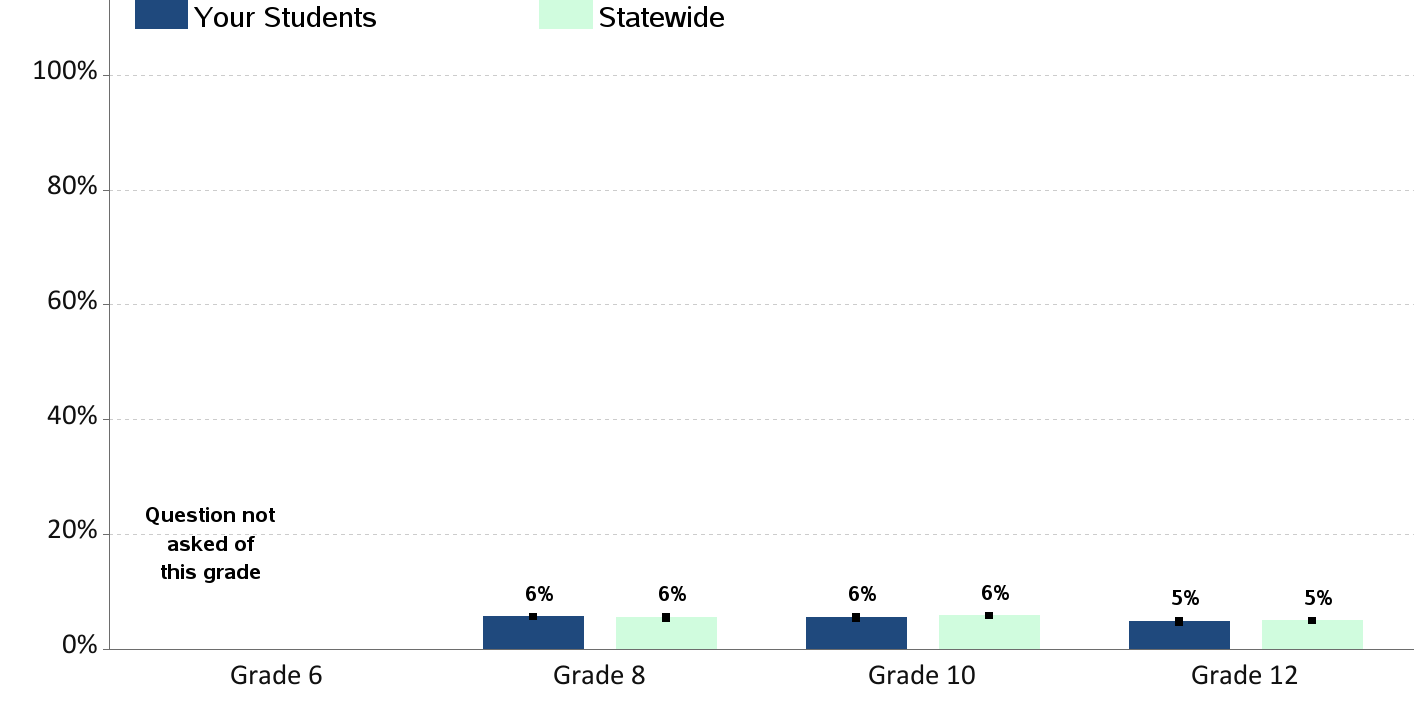 Your Students Statewide
100%
80%
60%
40%
20%
0%
Question not
asked of
this grade
6% 6% 6% 6% 5% 5%
Grade 6 Grade 8 Grade 10 Grade 12